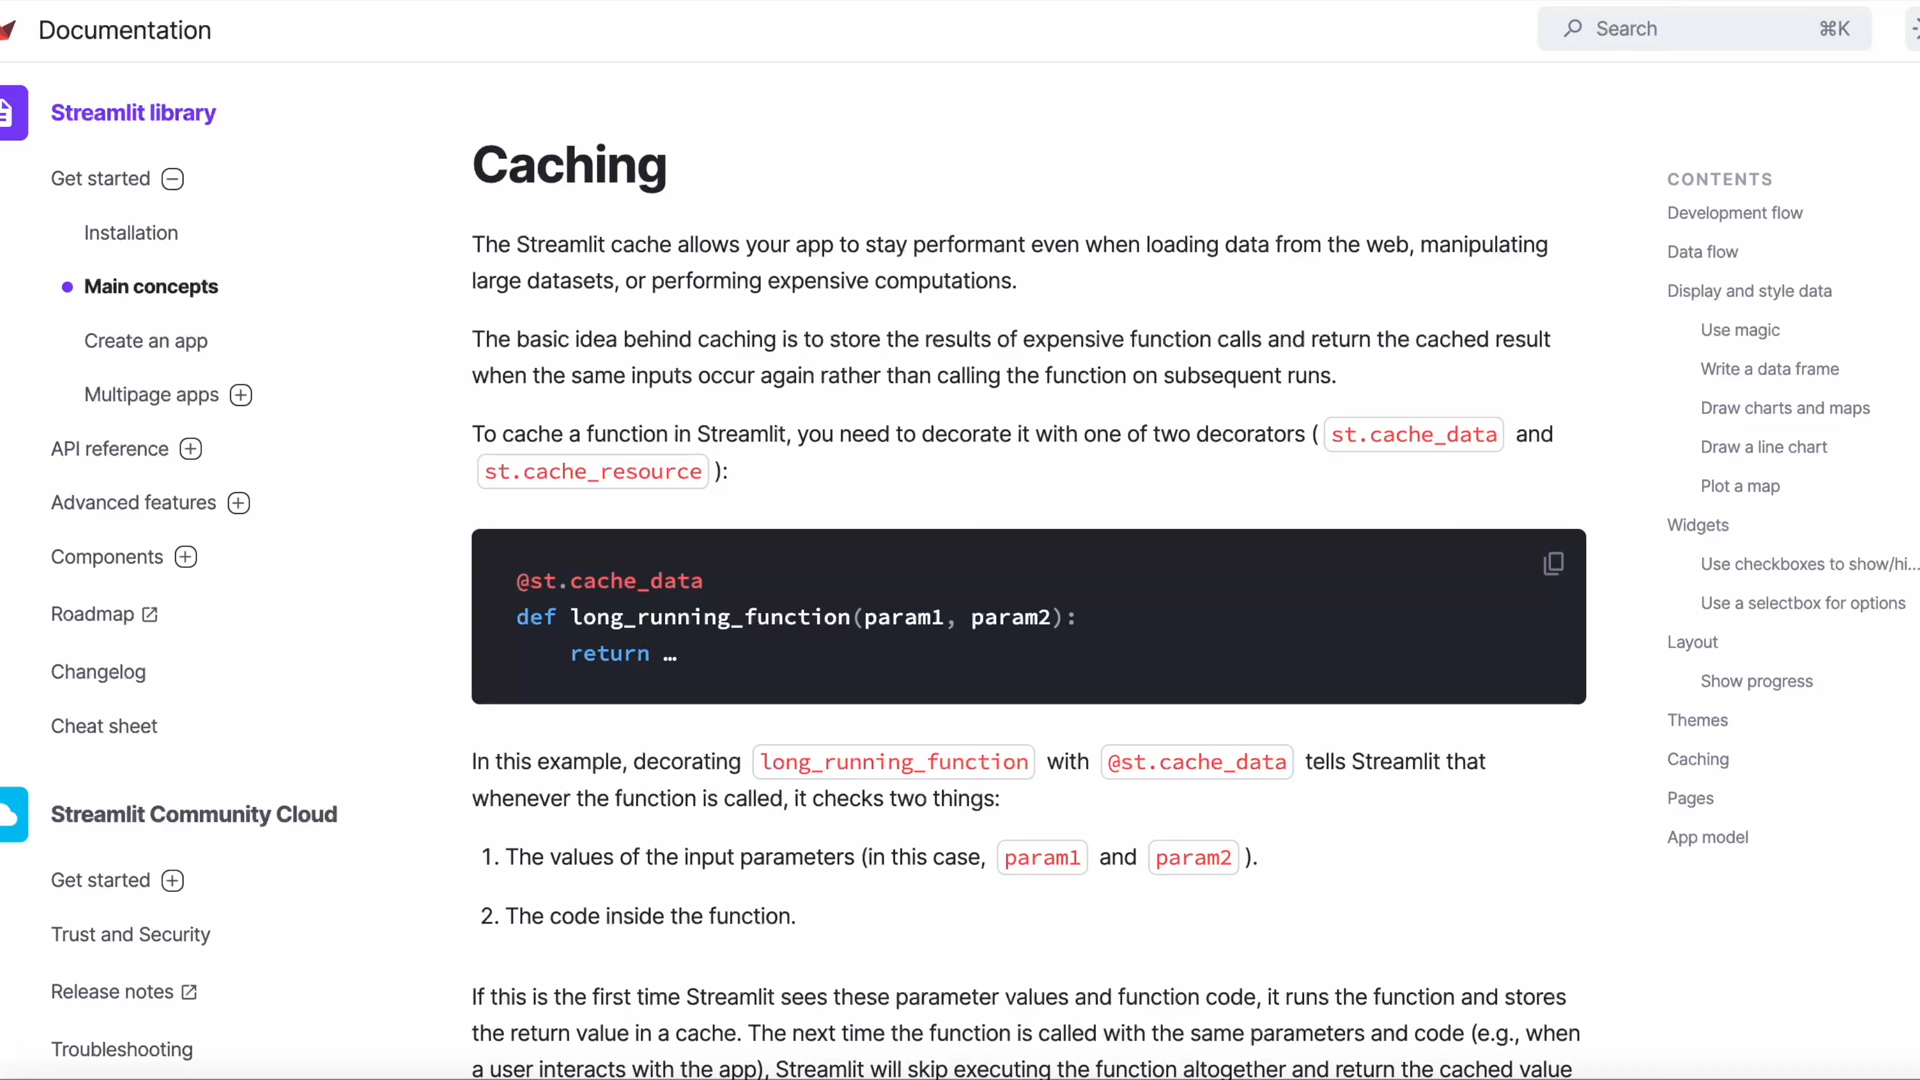 Documentation
Search
⌘K
Streamlit library
Get started
Installation
Main concepts
Create an app
Multipage apps
API reference
Advanced features
Components
Roadmap
Changelog
Cheat sheet
Streamlit Community Cloud
Get started
Trust and Security
Release notes
Troubleshooting
Caching
The Streamlit cache allows your app to stay performant even when loading data from the web, manipulating
large datasets, or performing expensive computations.
The basic idea behind caching is to store the results of expensive function calls and return the cached result
when the same inputs occur again rather than calling the function on subsequent runs.
To cache a function in Streamlit, you need to decorate it with one of two decorators ( st.cache_data and
st.cache_resource ):
@st.cache_data
def long_running_function(param1, param2):
    return …
In this example, decorating long_running_function with @st.cache_data tells Streamlit that
whenever the function is called, it checks two things:
1. The values of the input parameters (in this case, param1 and param2 ).
2. The code inside the function.
If this is the first time Streamlit sees these parameter values and function code, it runs the function and stores
the return value in a cache. The next time the function is called with the same parameters and code (e.g., when
a user interacts with the app), Streamlit will skip executing the function altogether and return the cached value
CONTENTS
Development flow
Data flow
Display and style data
Use magic
Write a data frame
Draw charts and maps
Draw a line chart
Plot a map
Widgets
Use checkboxes to show/hi...
Use a selectbox for options
Layout
Show progress
Themes
Caching
Pages
App model